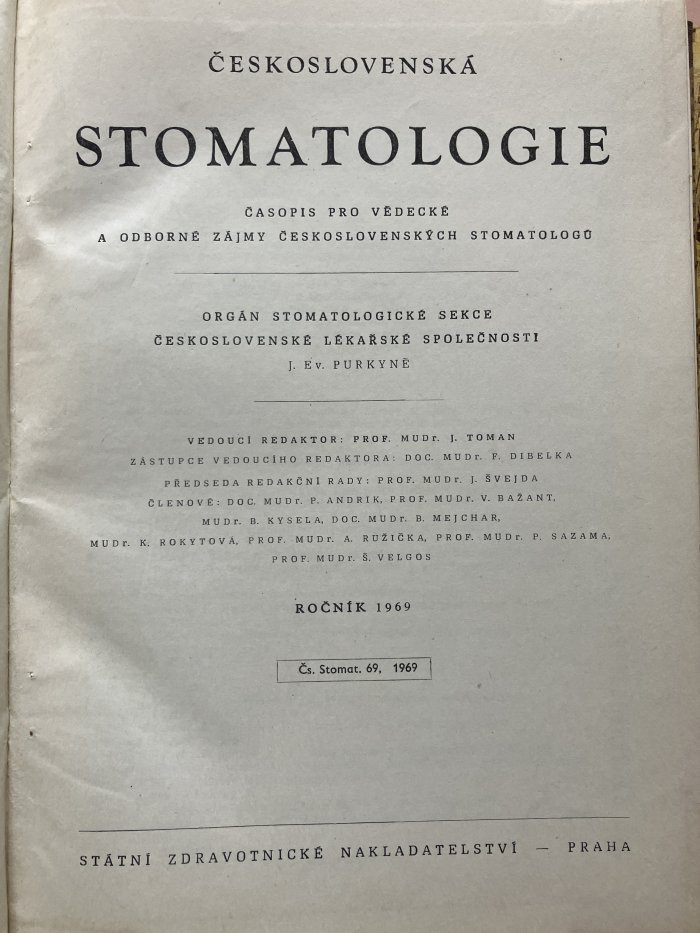 ČESKOSLOVENSKÁ
STOMATOLOGIE
ČASOPIS PRO VĚDECKÉ
A ODBORNÉ ZÁJMY ČESKOSLOVENSKÝCH STOMATOLOGŮ
ORGÁN STOMATOLOGICKÉ SEKCE
ČESKOSLOVENSKÉ LÉKAŘSKÉ SPOLEČNOSTI
J. Ev. PURKYNĚ
VEDOUCÍ REDAKTOR: PROF. MUDr. J. TOMAN
ZÁSTUPCE VEDOUCÍHO REDAKTORA: DOC. MUDr. F. DIBELKA
PŘEDSEDA REDAKČNÍ RADY: PROF. MUDr. J. ŠVEJDA
ČLENOVÉ: DOC. MUDr. P. ANDRIK, PROF. MUDr. V. BAŽANT,
MUDr. B. KYSELA, DOC. MUDr. B. MEJCHAR,
MUDr. K. ROKYTOVÁ, PROF. MUDr. A. RUŽIČKA, PROF. MUDr. P. SAZAMA,
PROF. MUDr. Š. VELGOS
ROČNÍK 1969
Čs. Stomat. 69, 1969
STÁTNÍ ZDRAVOTNICKÉ NAKLADATELSTVÍ — PRAHA